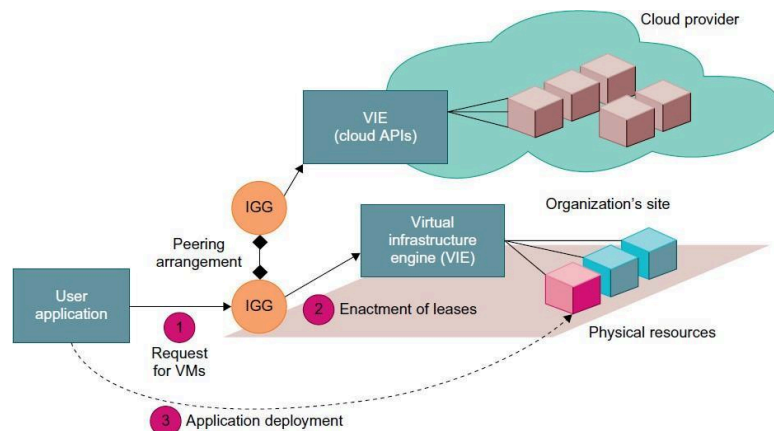 Cloud provider
VIE
(cloud APIs)
IGG
Organization's site
Virtual
infrastructure
engine (VIE)
Peering
arrangement
User
application
IGG
1
Request
for VMs
2 Enactment of leases
Physical resources
3 Application deployment